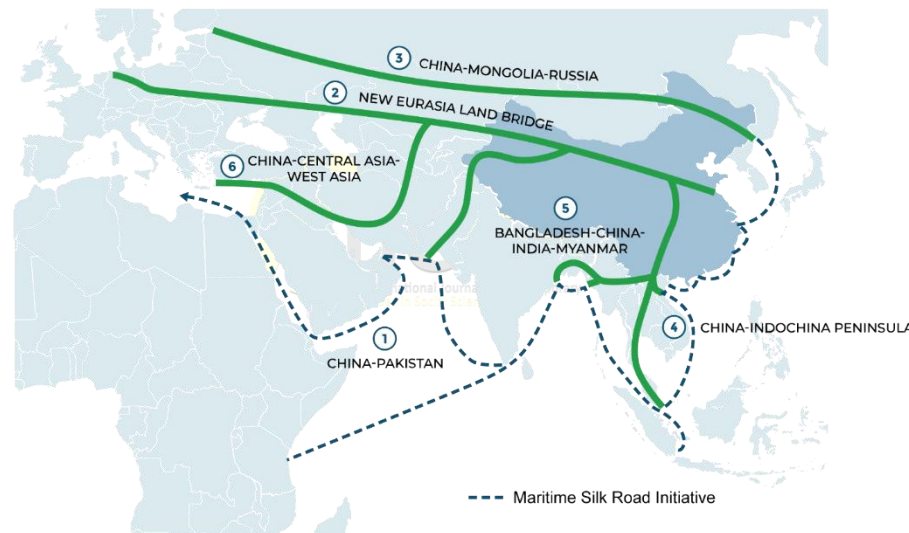 3
CHINA-MONGOLIA-RUSSIA
2
NEW EURASIA LAND BRIDGE
6
CHINA-CENTRAL ASIA-
WEST ASIA
5
BANGLADESH-CHINA-
INDIA-MYANMAR
4
CHINA-INDOCHINA PENINSULA
1
CHINA-PAKISTAN
Maritime Silk Road Initiative